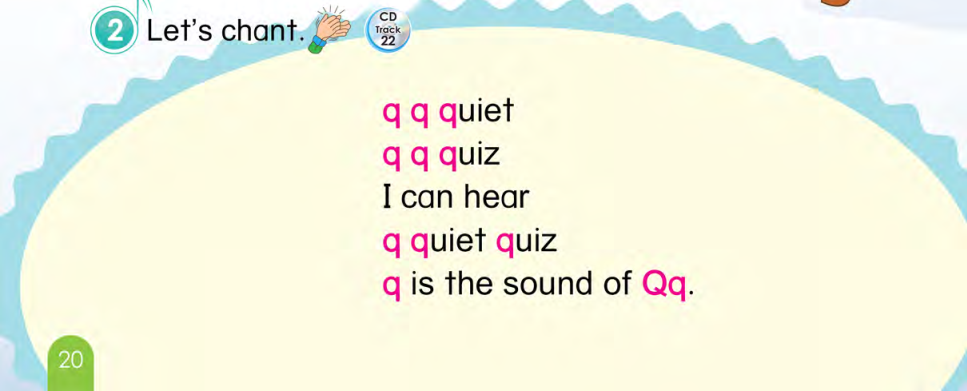 2 Let's chant.
CD
Track
22
q q quiet
q q quiz
I can hear
q quiet quiz
q is the sound of Qq.
20